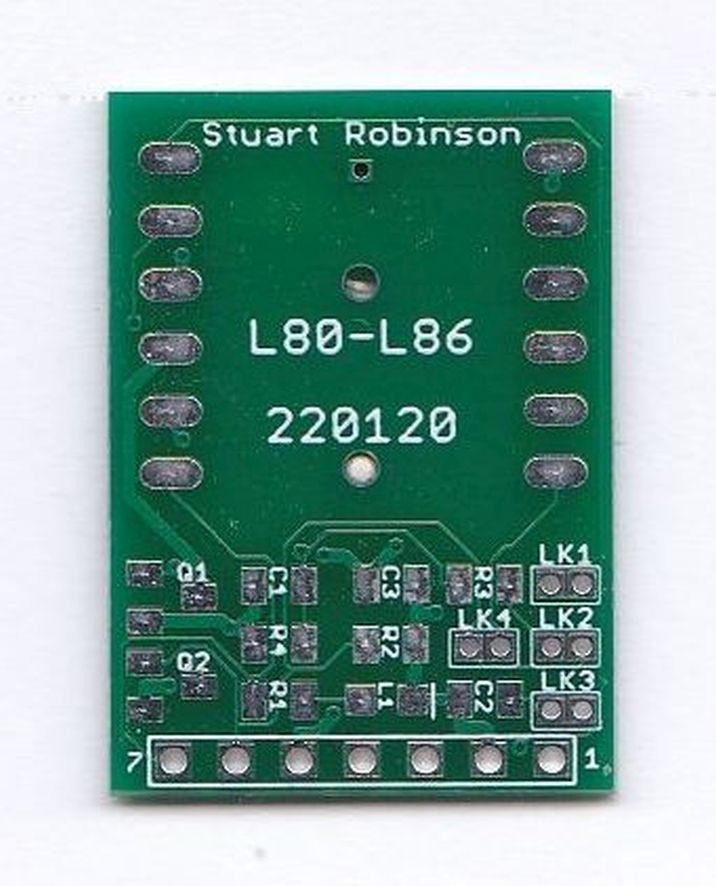 Stuart Robinson
L80-L86
220120
LK1
Q1 C1 C3 R3
LK4 LK2
R4 R2
Q2
LK3
R1 L1 C2
7 1